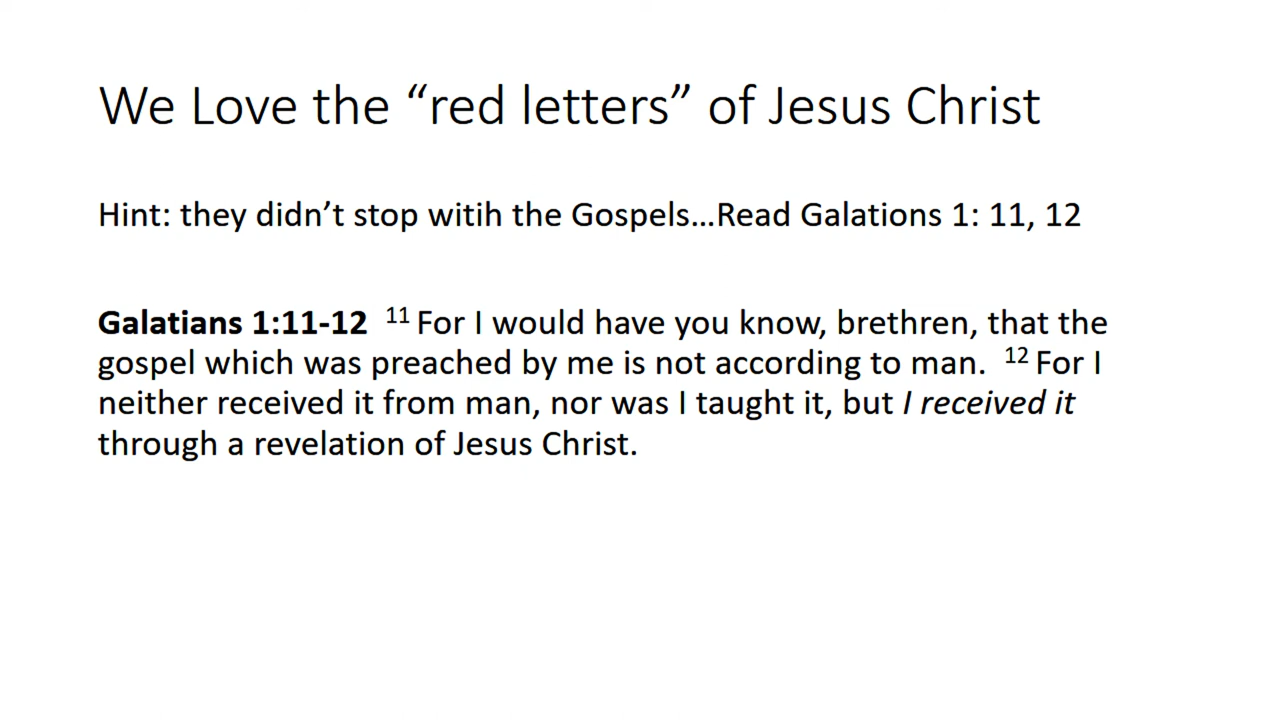 We Love the “red letters” of Jesus Christ
Hint: they didn’t stop witih the Gospels...Read Galations 1: 11, 12
Galatians 1:11-12 11 For I would have you know, brethren, that the
gospel which was preached by me is not according to man. 12 For I
neither received it from man, nor was I taught it, but I received it
through a revelation of Jesus Christ.